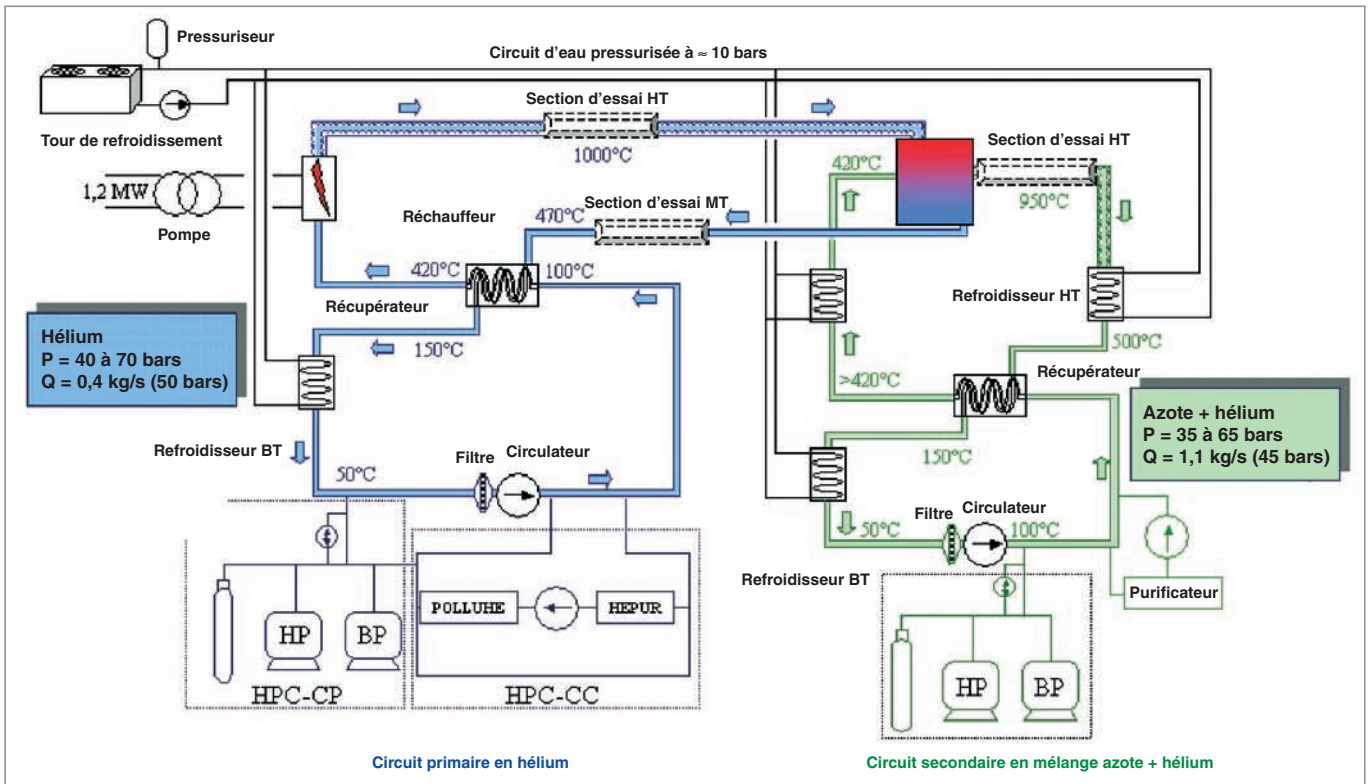 Pressuriseur
Circuit d'eau pressurisée à ≈ 10 bars
Tour de refroidissement
Section d'essai HT
1000°C
Section d'essai HT
420°C
950°C
1,2 MW
Pompe
Réchauffeur
470°C
Section d'essai MT
420°C
100°C
Récupérateur
150°C
Refroidisseur HT
500°C
Hélium
P = 40 à 70 bars
Q = 0,4 kg/s (50 bars)
>420°C
Récupérateur
Azote + hélium
P = 35 à 65 bars
Q = 1,1 kg/s (45 bars)
150°C
Refroidisseur BT
50°C
Filtre
Circulateur
Filtre
Circulateur
50°C
100°C
Refroidisseur BT
Purificateur
POLLUHE
HEPUR
HP
BP
HPC-CP
HPC-CC
HP
BP
Circuit primaire en hélium
Circuit secondaire en mélange azote + hélium